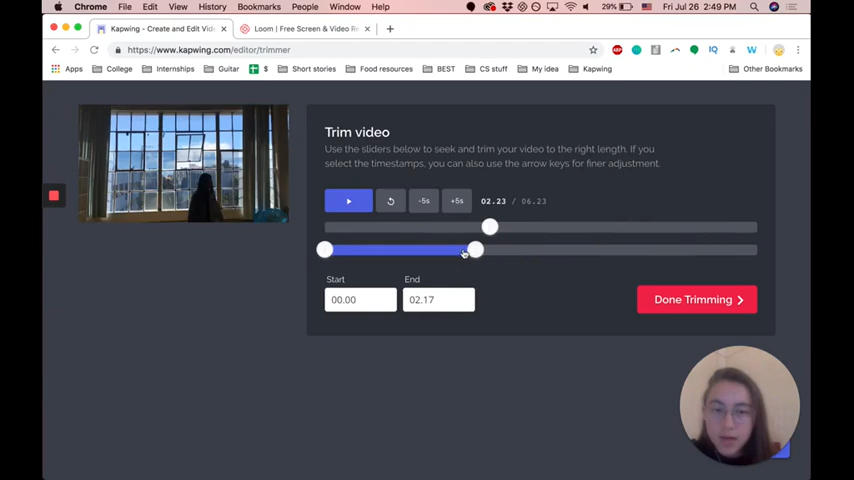 Chrome File Edit View History Bookmarks People Window Help 29% Fri Jul 26 2:49 PM
Kapwing - Create and Edit Vi × Loom | Free Screen & Video Re ×
https://www.kapwing.com/editor/trimmer
Apps College Internships Guitar $ Short stories Food resources BEST CS stuff My idea Kapwing Other Bookmarks
Trim video
Use the sliders below to seek and trim your video to the right length. If you
select the timestamps, you can also use the arrow keys for finer adjustment.
-5s +5s 02.23 / 06.23
Start End
00.00 02.17
Done Trimming